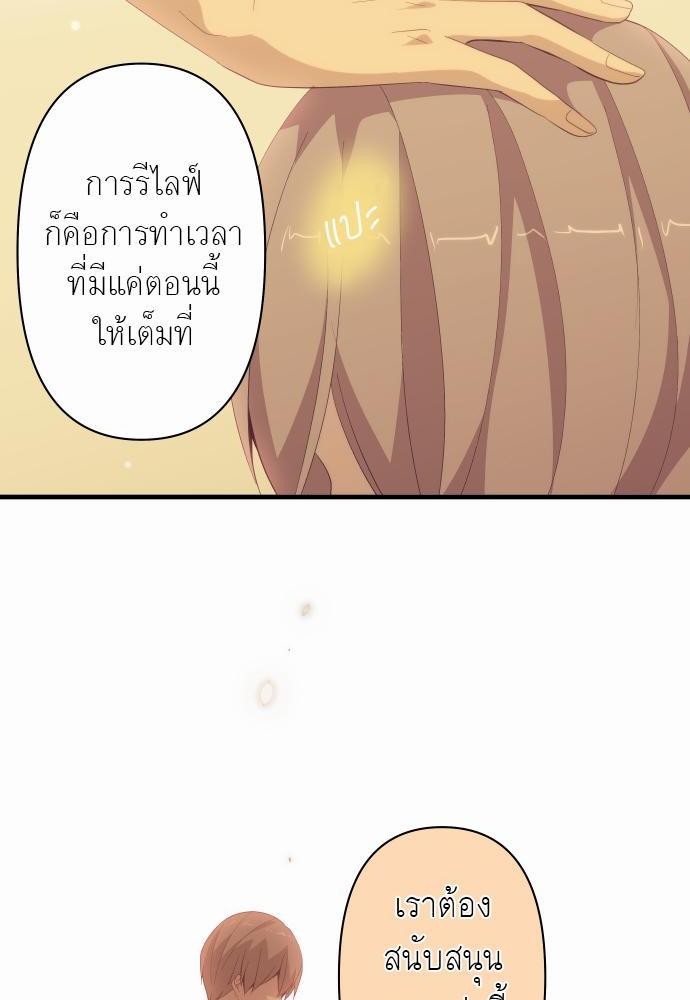 การรีไลฟ์
ก็คือการทำเวลา
ที่มีแค่ตอนนี้
ให้เต็มที่
แปะ
เราต้อง
สนับสนุน